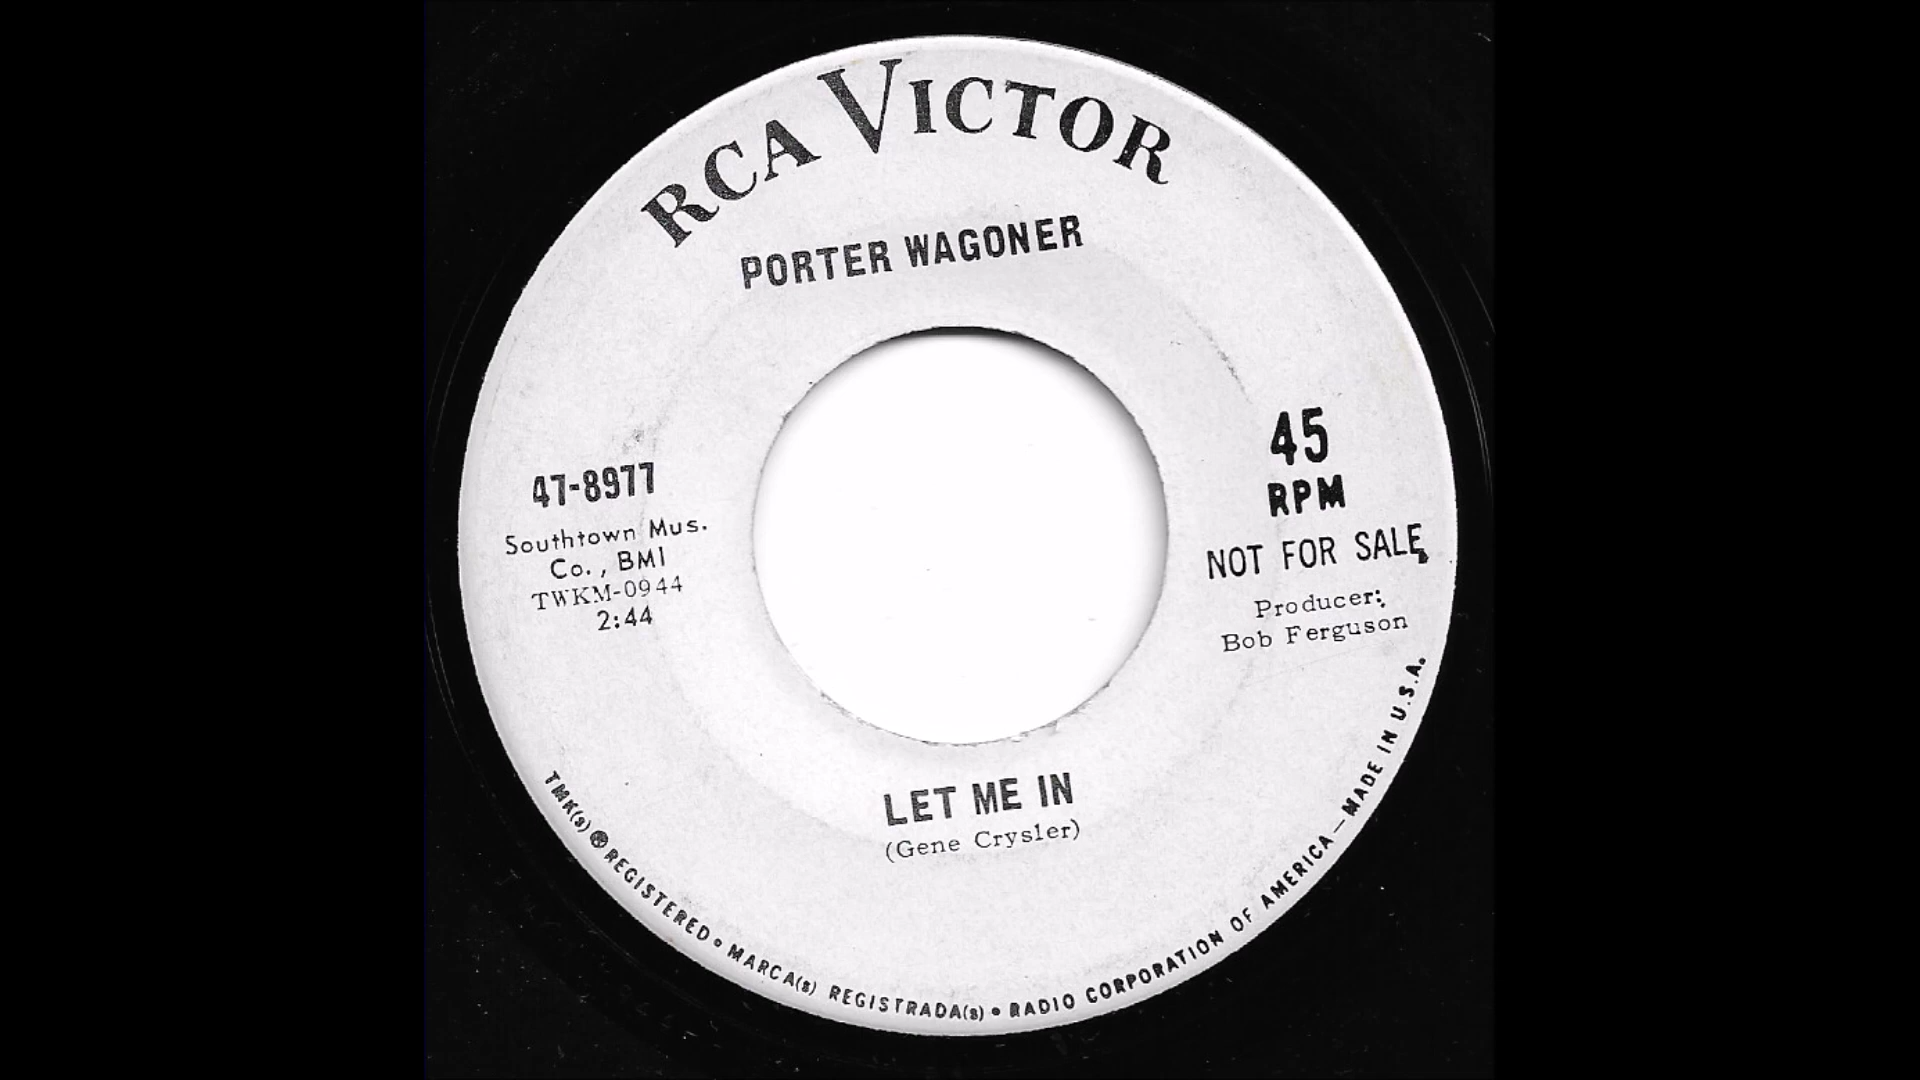 RCA VICTOR
PORTER WAGONER
47-8977
Southtown Mus.
Co., BMI
TWKM-0944
2:44
45
RPM
NOT FOR SALE
Producer:
Bob Ferguson
LET ME IN
(Gene Crysler)
TMK(s) ® REGISTERED • MARCA(s) REGISTRADA(s) • RADIO CORPORATION OF AMERICA — MADE IN U.S.A.